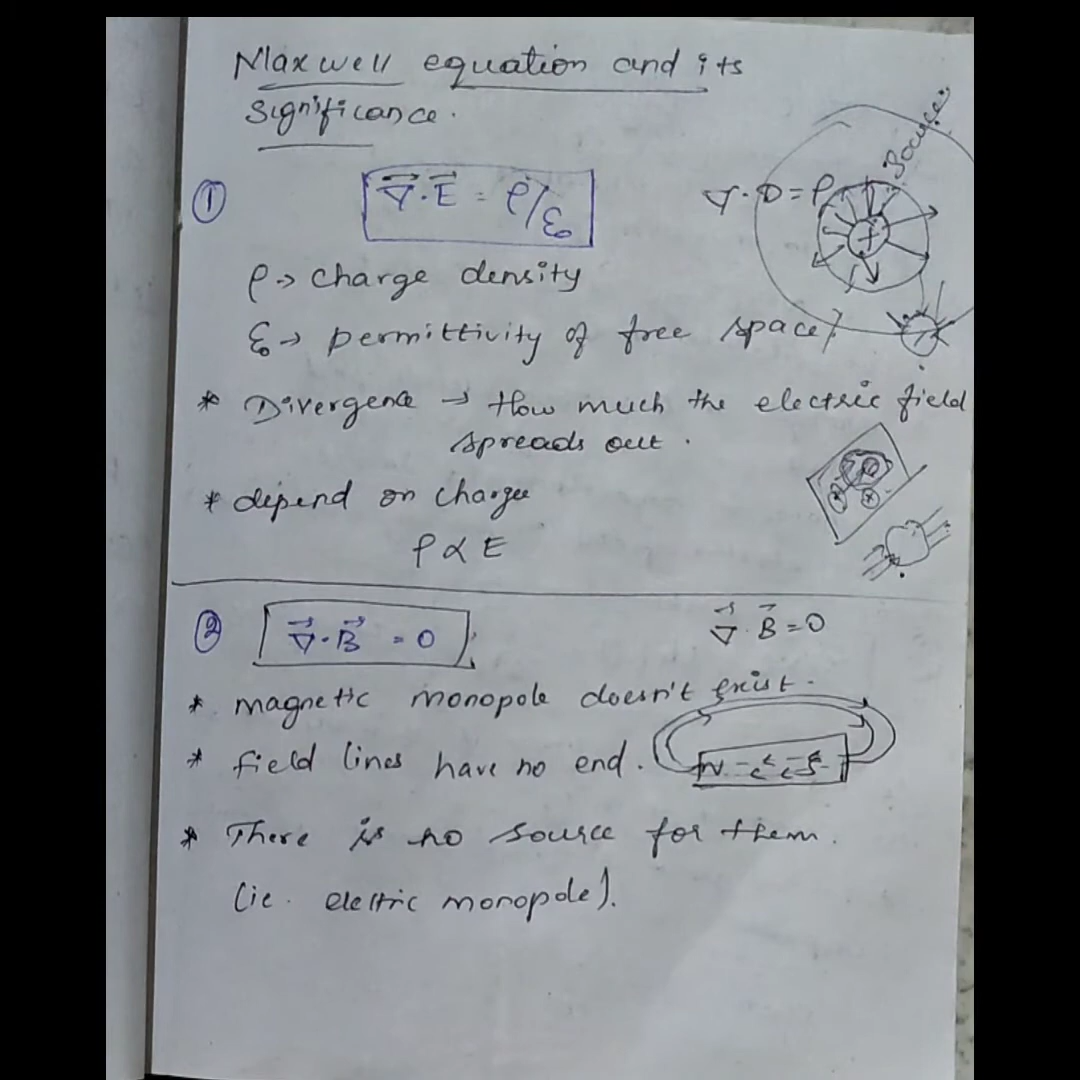 Maxwell equation and its
significance.
① ∇⃗·E⃗ = ρ/ε₀
∇·D = ρ
ρ → charge density
ε₀ → permittivity of free space
* Divergence → How much the electric field
spreads out.
* depend on charge
ρ ∝ E
② ∇⃗·B⃗ = 0
∇⃗·B⃗ = 0
* magnetic monopole doesn't exist.
* field lines have no end.
N S
* There is no source for them.
(ie. electric monopole).